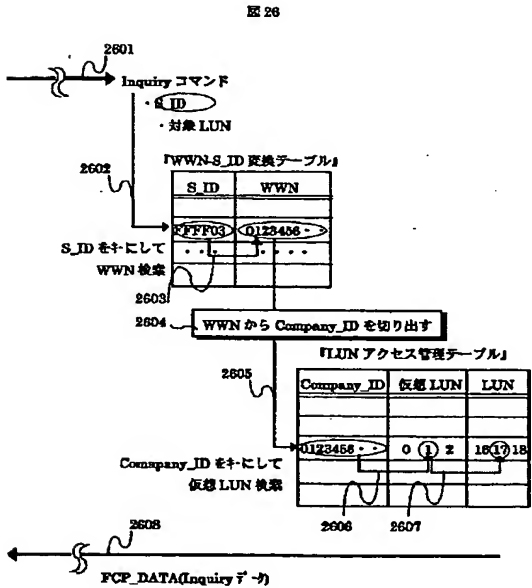 図 26
2601
Inquiry コマンド
・S_ID
・対象 LUN
2602
『WWN-S_ID 変換テーブル』
S_ID WWN
FFFF03 0123456・・
・・・ ・・・
S_ID をキーにして
WWN 検索
2603
2604 WWN から Company_ID を切り出す
『LUN アクセス管理テーブル』
2605
Company_ID 仮想 LUN LUN
0123456・・ 0 1 2 16 17 18
Comapany_ID をキーにして
仮想 LUN 検索
2606 2607
2608
FCP_DATA(Inquiry データ)